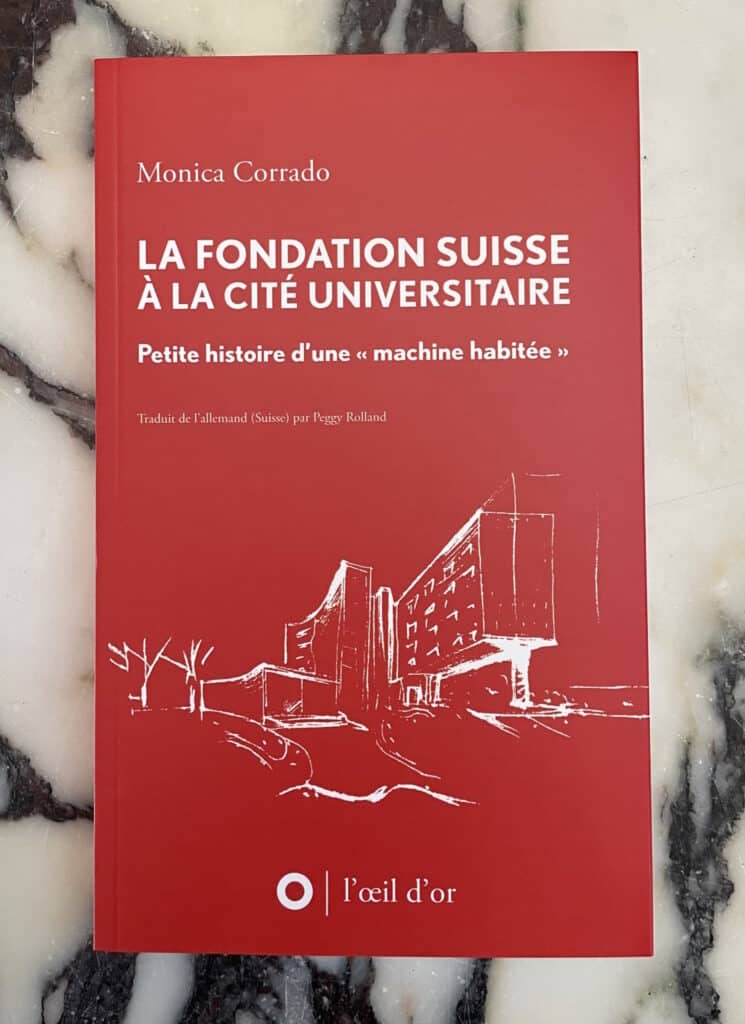 Monica Corrado
LA FONDATION SUISSE
À LA CITÉ UNIVERSITAIRE
Petite histoire d’une « machine habitée »
Traduit de l’allemand (Suisse) par Peggy Rolland
l’œil d’or